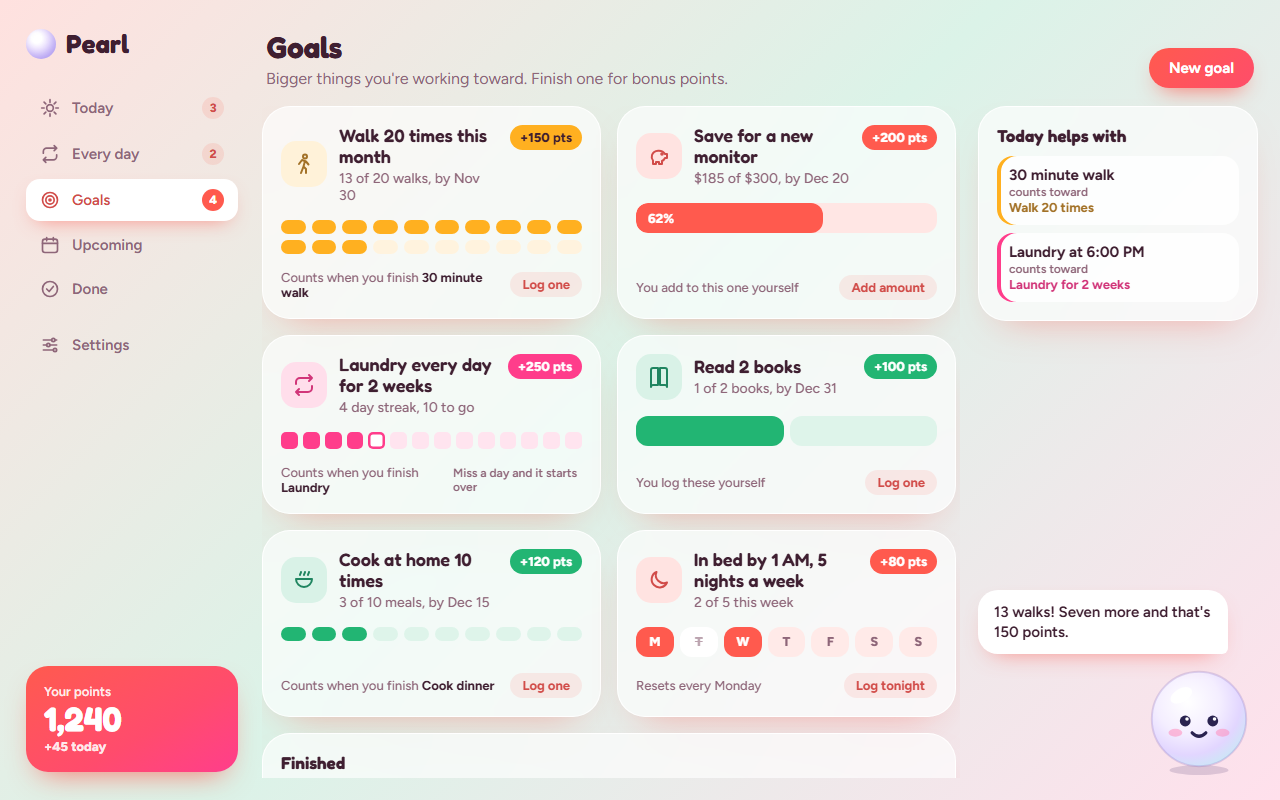 Pearl
Today
3
Every day
2
Goals
4
Upcoming
Done
Settings
Your points
1,240
+45 today
Goals
Bigger things you're working toward. Finish one for bonus points.
New goal
Walk 20 times this
month
+150 pts
13 of 20 walks, by Nov
30
Counts when you finish 30 minute
walk
Log one
Save for a new
monitor
+200 pts
$185 of $300, by Dec 20
62%
You add to this one yourself
Add amount
Laundry every day
for 2 weeks
+250 pts
4 day streak, 10 to go
Counts when you finish
Laundry
Miss a day and it starts
over
Read 2 books
+100 pts
1 of 2 books, by Dec 31
You log these yourself
Log one
Cook at home 10
times
+120 pts
3 of 10 meals, by Dec 15
Counts when you finish Cook dinner
Log one
In bed by 1 AM, 5
nights a week
+80 pts
2 of 5 this week
M T W T F S S
Resets every Monday
Log tonight
Finished
Today helps with
30 minute walk
counts toward
Walk 20 times
Laundry at 6:00 PM
counts toward
Laundry for 2 weeks
13 walks! Seven more and that's
150 points.